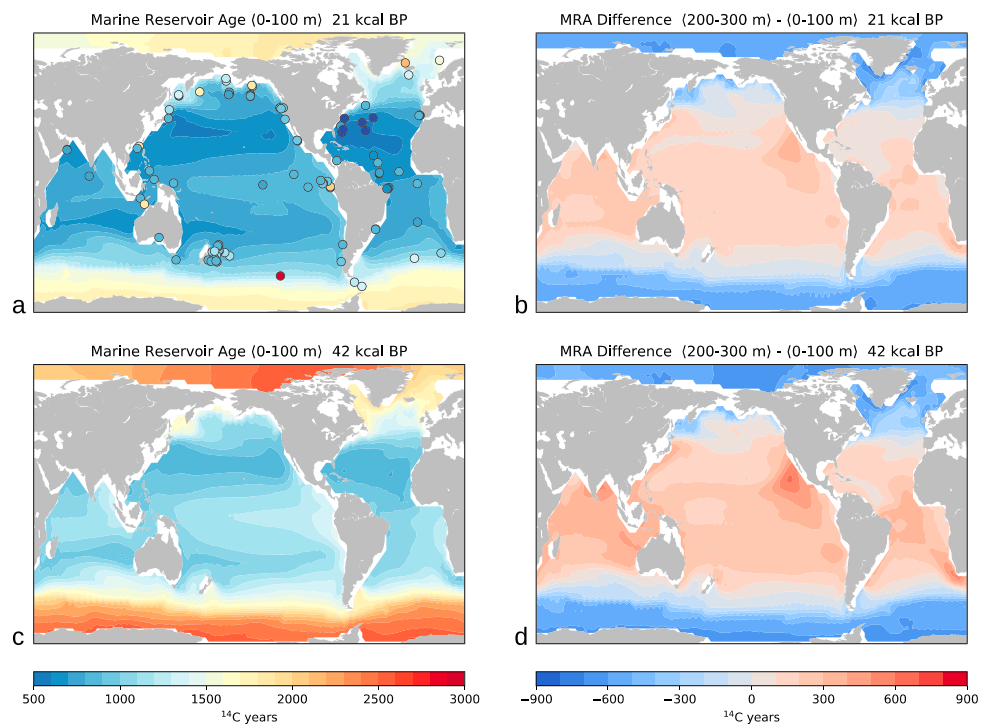 Marine Reservoir Age (0-100 m) 21 kcal BP
MRA Difference (200-300 m) - (0-100 m) 21 kcal BP
a
b
Marine Reservoir Age (0-100 m) 42 kcal BP
MRA Difference (200-300 m) - (0-100 m) 42 kcal BP
c
d
500 1000 1500 2000 2500 3000
¹⁴C years
−900 −600 −300 0 300 600 900
¹⁴C years